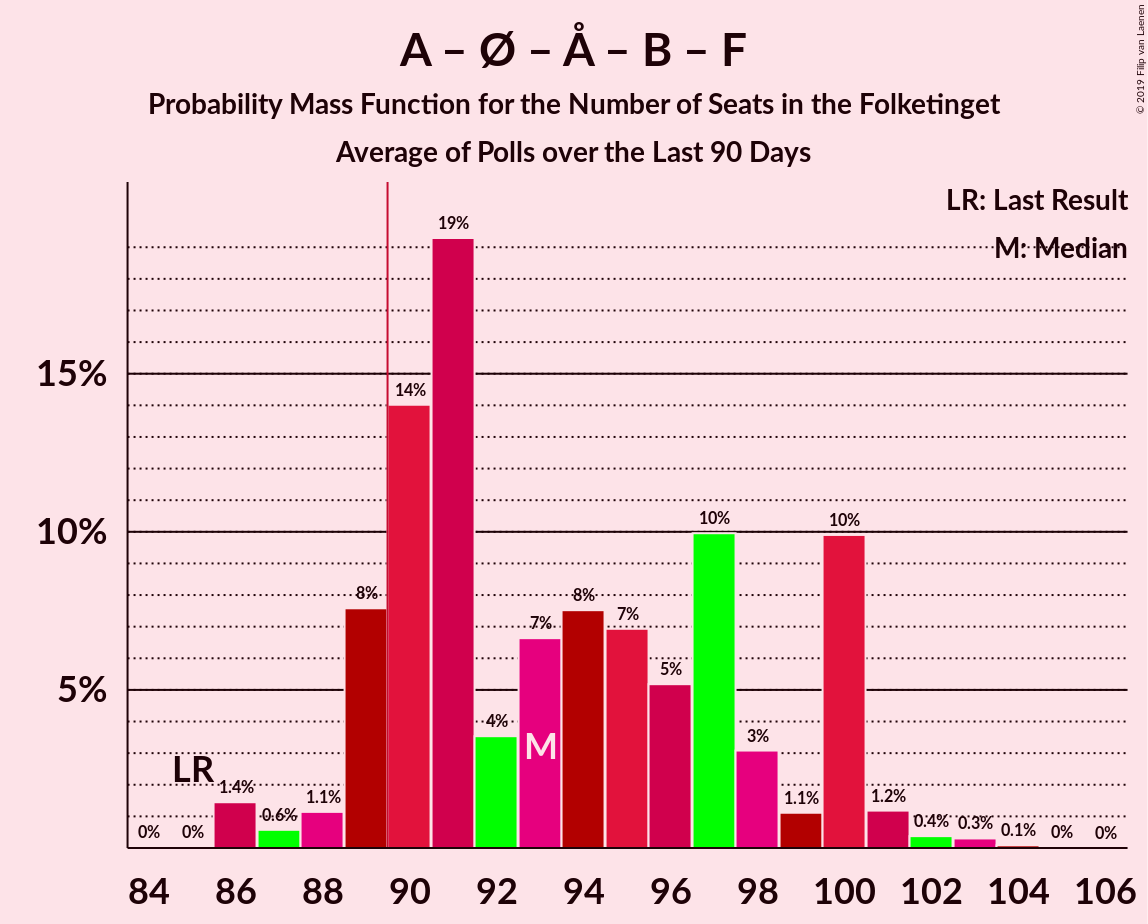 A – Ø – Å – B – F
Probability Mass Function for the Number of Seats in the Folketinget
Average of Polls over the Last 90 Days
© 2019 Filip van Laenen
LR: Last Result
M: Median
15%
10%
5%
0%
0%
LR
1.4%
0.6%
1.1%
8%
14%
19%
4%
7%
M
8%
7%
5%
10%
3%
1.1%
10%
1.2%
0.4%
0.3%
0.1%
0%
0%
84 86 88 90 92 94 96 98 100 102 104 106